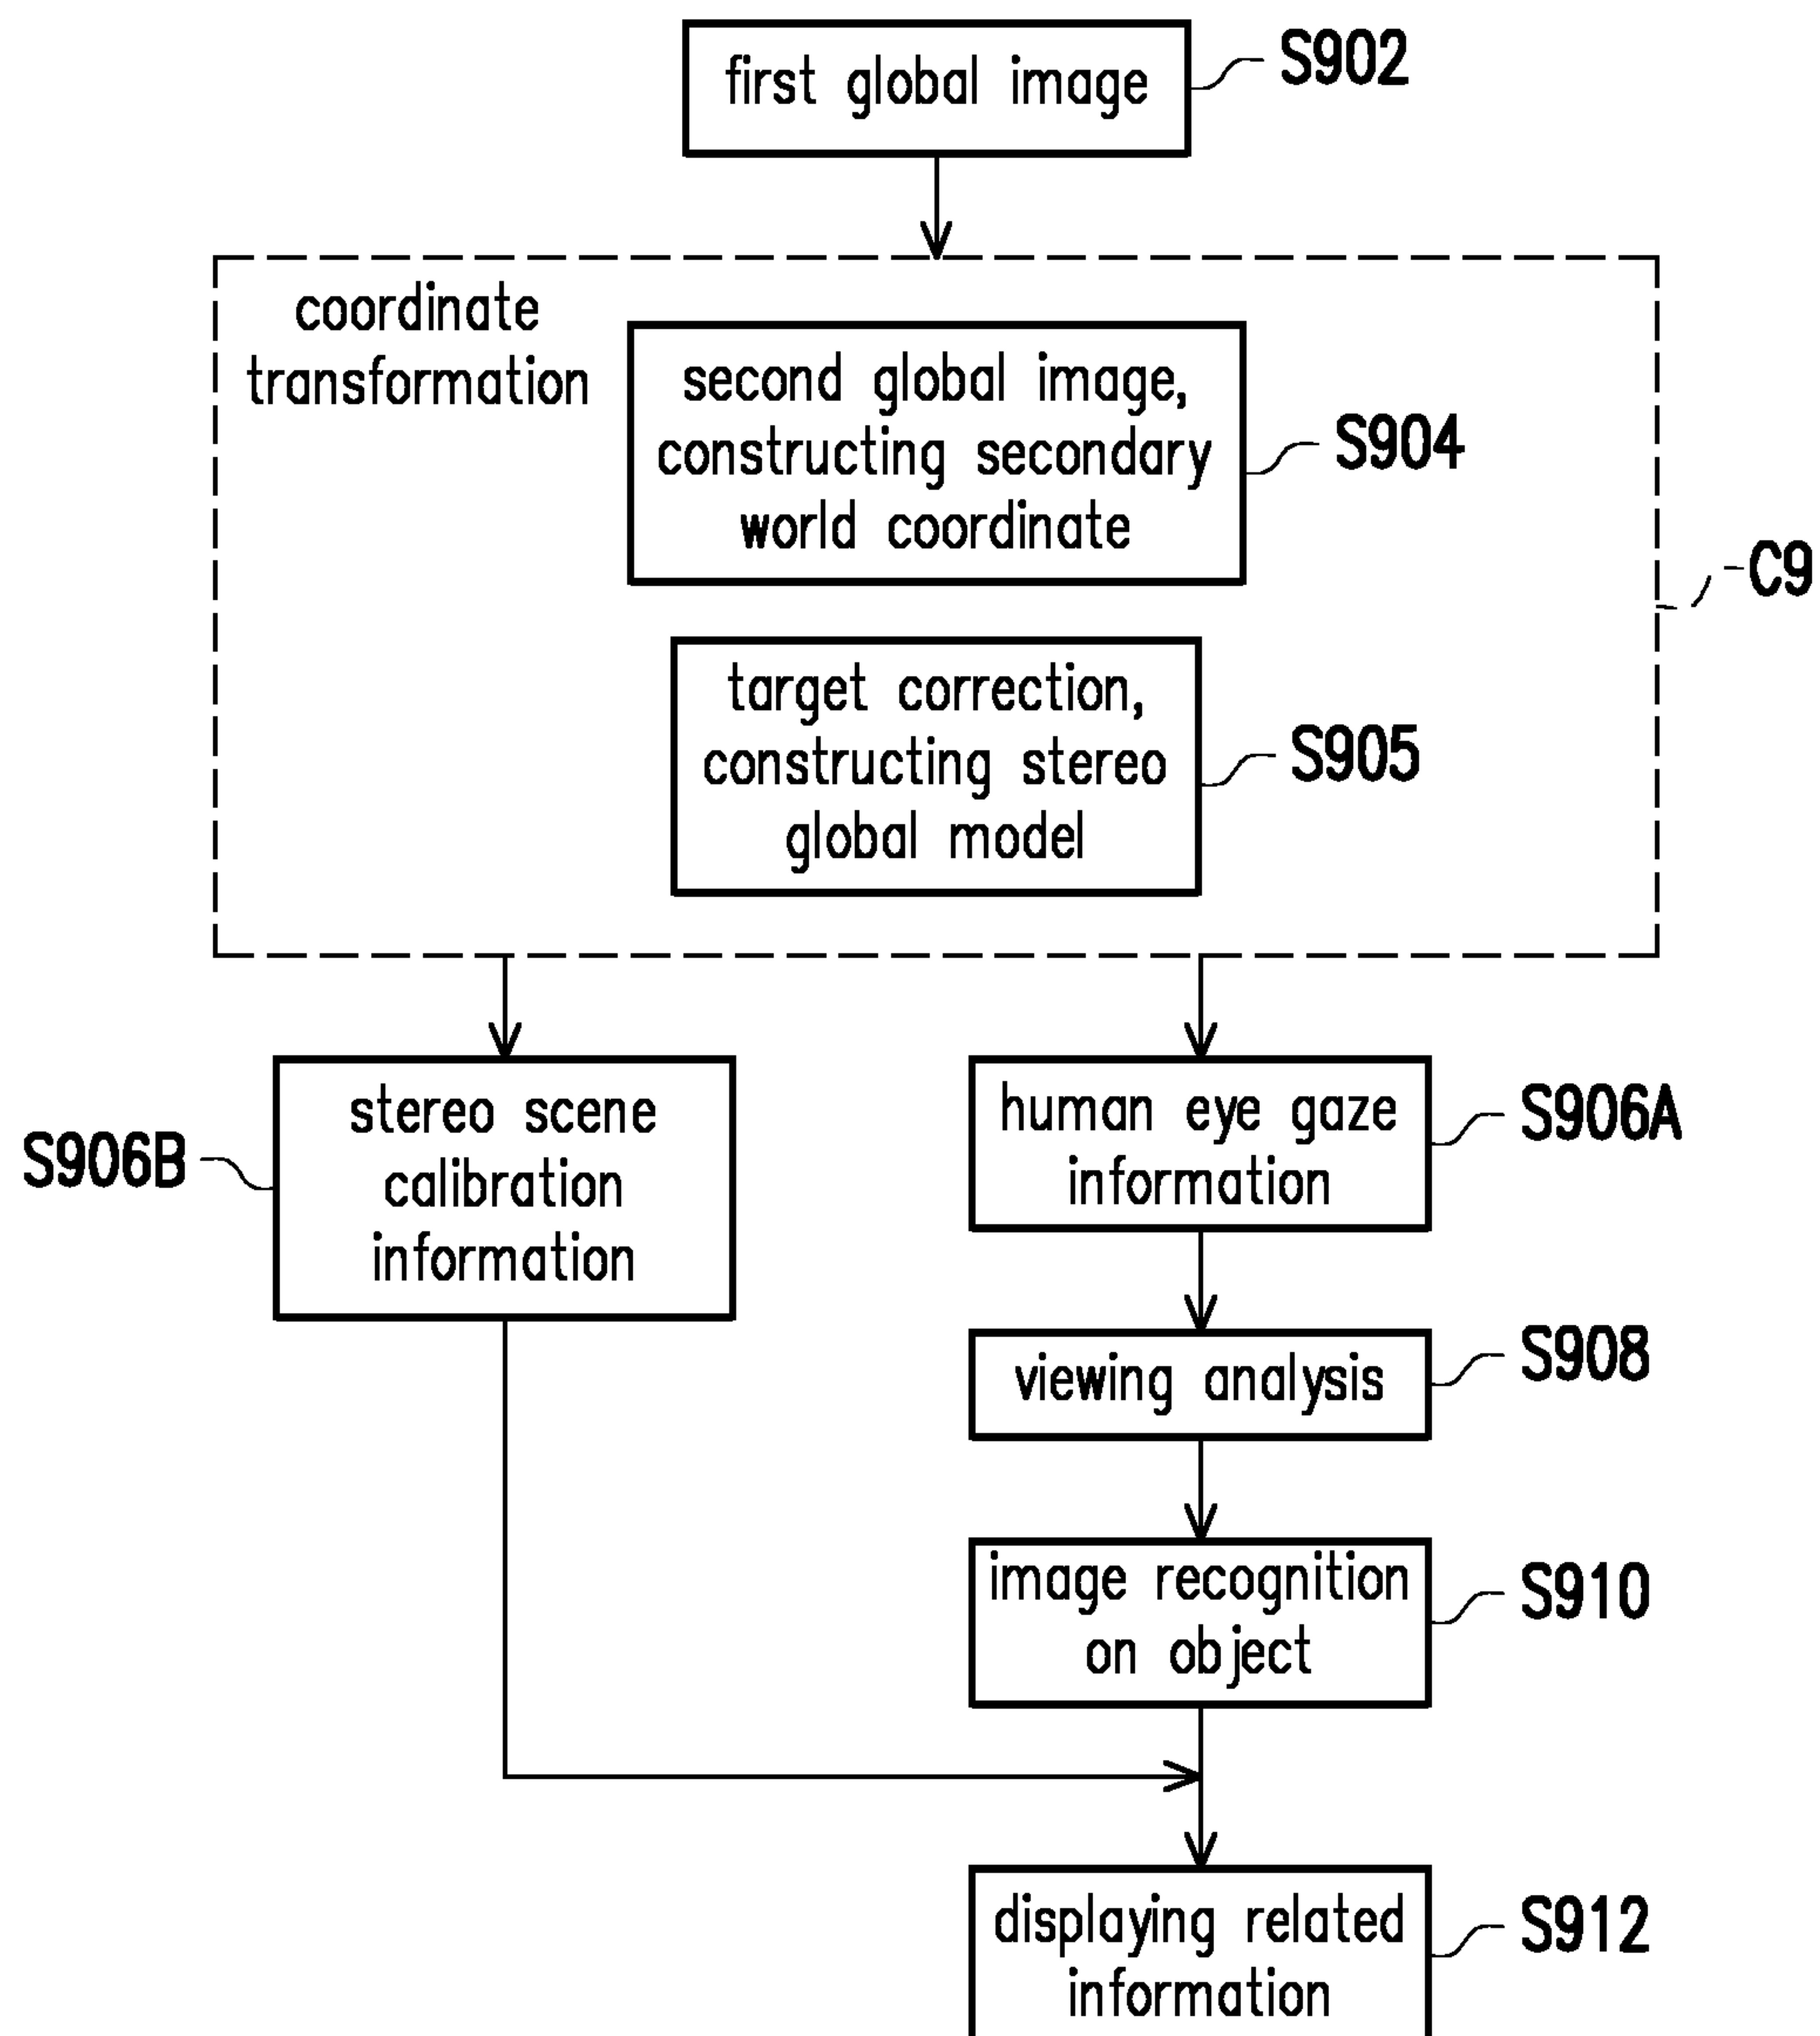 first global image
S902
coordinate
transformation
second global image,
constructing secondary
world coordinate
S904
C9
target correction,
constructing stereo
global model
S905
S906B
stereo scene
calibration
information
human eye gaze
information
S906A
viewing analysis
S908
image recognition
on object
S910
displaying related
information
S912